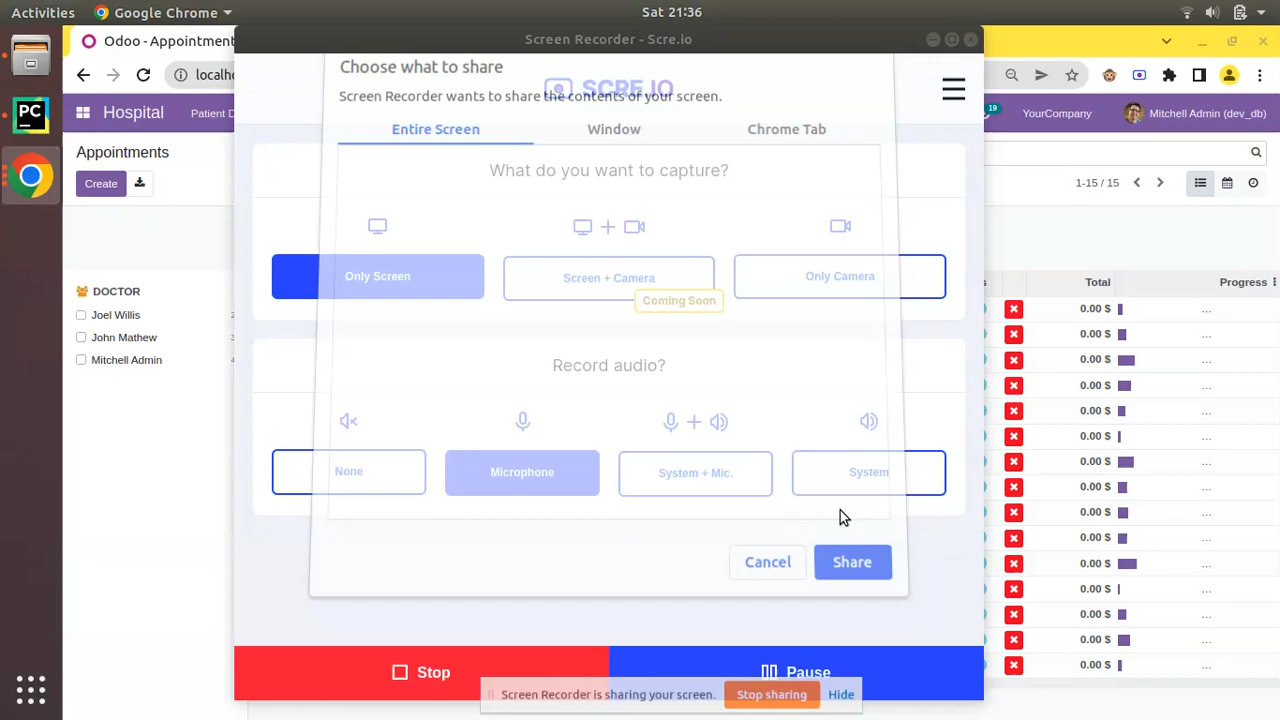 Activities
Google Chrome
Sat 21:36
Odoo - Appointment
Screen Recorder - Scre.io
localh
Hospital
Patient D
19
YourCompany
Mitchell Admin (dev_db)
Choose what to share
SCRE.IO
Screen Recorder wants to share the contents of your screen.
Entire Screen
Window
Chrome Tab
Appointments
Create
1-15 / 15
What do you want to capture?
Only Screen
Screen + Camera
Only Camera
Coming Soon
DOCTOR
Joel Willis
John Mathew
Mitchell Admin
Total
Progress
0.00 $
...
0.00 $
...
0.00 $
...
0.00 $
...
0.00 $
...
0.00 $
...
0.00 $
...
0.00 $
...
0.00 $
...
0.00 $
...
0.00 $
...
0.00 $
...
0.00 $
...
0.00 $
...
0.00 $
...
Record audio?
None
Microphone
System + Mic.
System
Cancel
Share
Stop
Pause
Screen Recorder is sharing your screen.
Stop sharing
Hide
PC